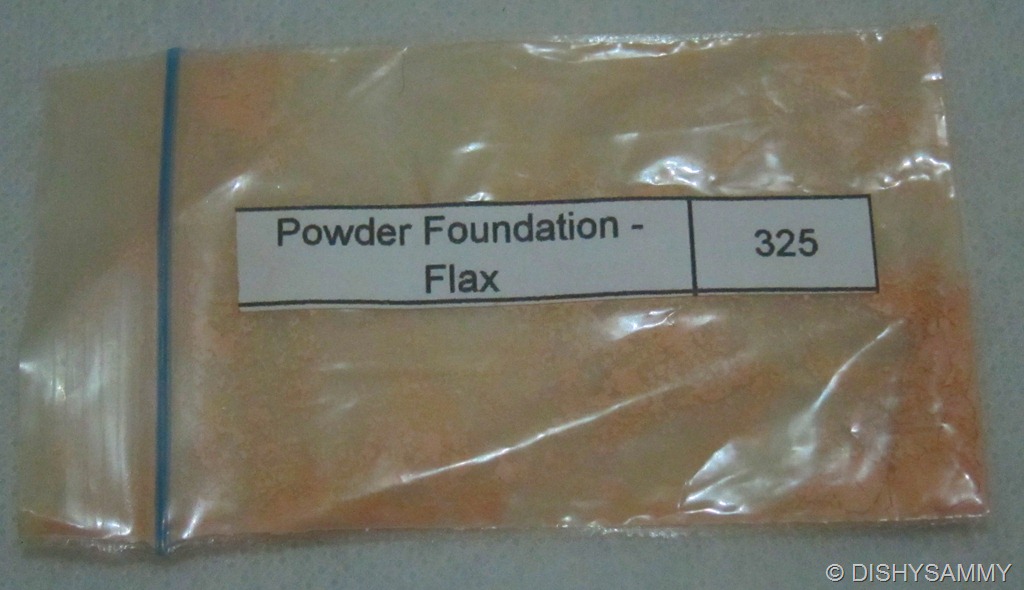 Powder Foundation -
Flax
325
© DISHYSAMMY